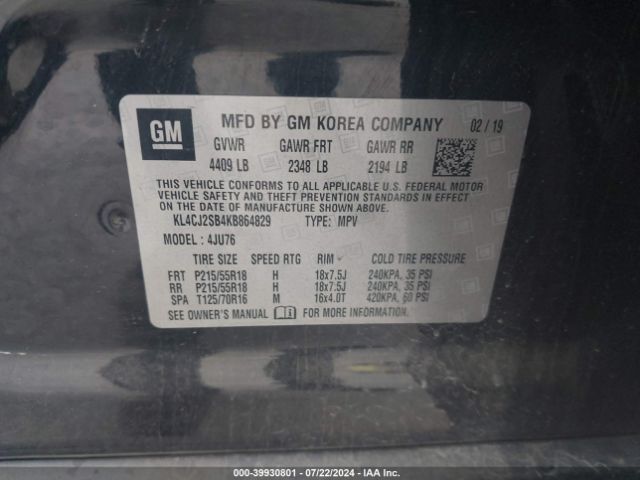 GM MFD BY GM KOREA COMPANY 02 / 19
GVWR GAWR FRT GAWR RR
4409 LB 2348 LB 2194 LB
THIS VEHICLE CONFORMS TO ALL APPLICABLE U.S. FEDERAL MOTOR
VEHICLE SAFETY AND THEFT PREVENTION STANDARDS IN EFFECT ON
THE DATE OF MANUFACTURE SHOWN ABOVE.
KL4CJ2SB4KB864829 TYPE: MPV
MODEL : 4JU76
TIRE SIZE SPEED RTG RIM COLD TIRE PRESSURE
FRT P215/55R18 H 18x7.5J 240KPA, 35 PSI
RR P215/55R18 H 18x7.5J 240KPA, 35 PSI
SPA T125/70R16 M 16x4.0T 420KPA, 60 PSI
SEE OWNER'S MANUAL i FOR MORE INFORMATION.
000-39930801 - 07/22/2024 - IAA Inc.